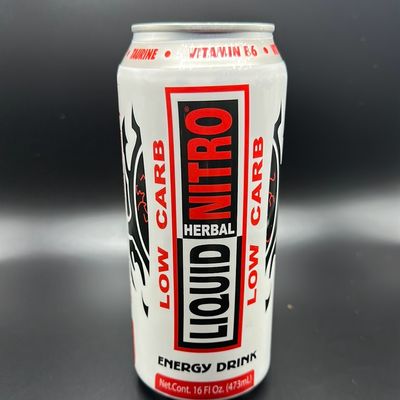 TAURINE • VITAMIN B6 •
LOW CARB
LIQUID NITRO®
HERBAL
LOW CARB
ENERGY DRINK
Net.Cont. 16 Fl Oz. (473mL)